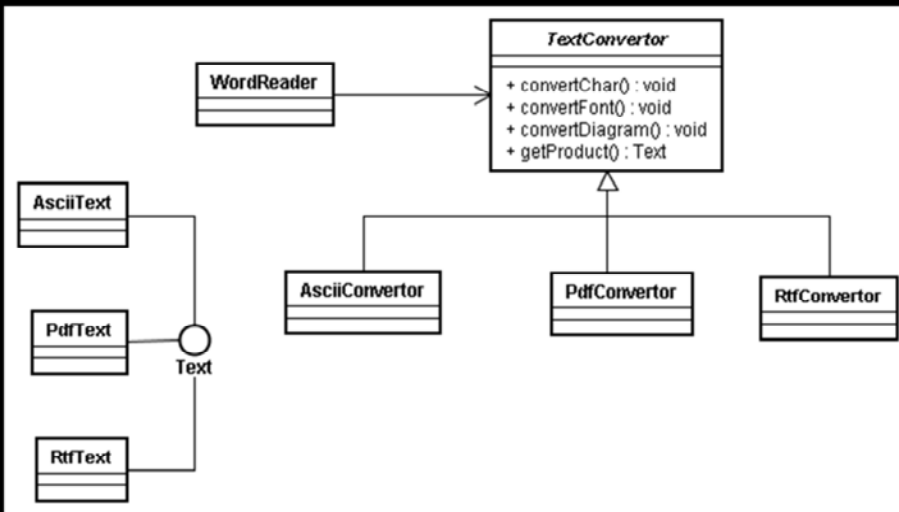 TextConvertor
WordReader
+ convertChar() : void
+ convertFont() : void
+ convertDiagram() : void
+ getProduct() : Text
AsciiText
AsciiConvertor
PdfConvertor
RtfConvertor
PdfText
Text
RtfText